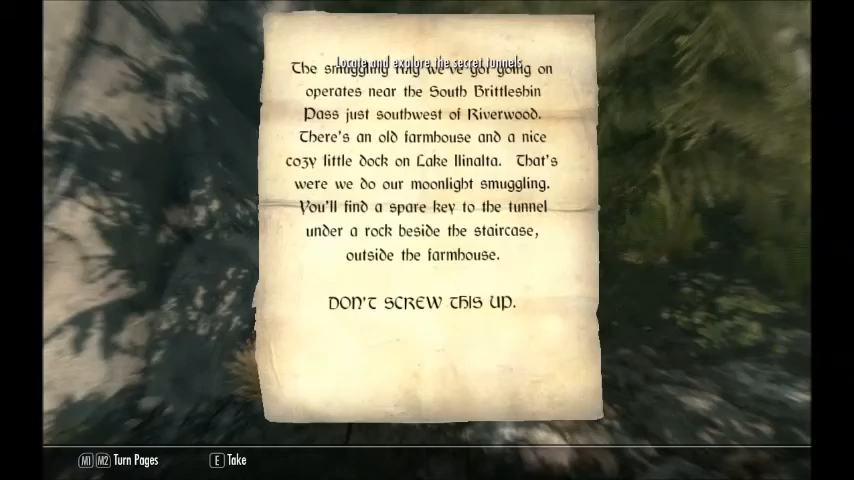 Locate and explore the secret tunnels
The smuggling ring we've got going on
operates near the South Brittleshin
Pass just southwest of Riverwood.
There's an old farmhouse and a nice
cozy little dock on Lake Ilinalta. That's
were we do our moonlight smuggling.
You'll find a spare key to the tunnel
under a rock beside the staircase,
outside the farmhouse.
DON'T SCREW THIS UP.
M1 M2 Turn Pages
E Take